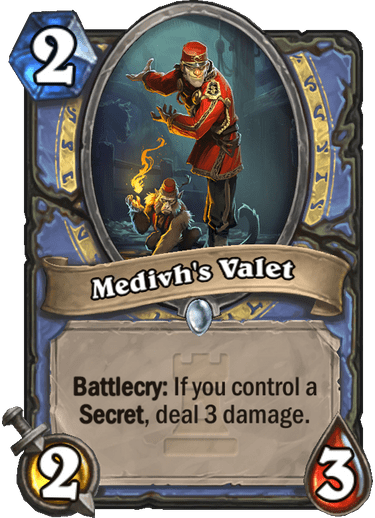 2
Medivh's Valet
Battlecry: If you control a
Secret, deal 3 damage.
2
3